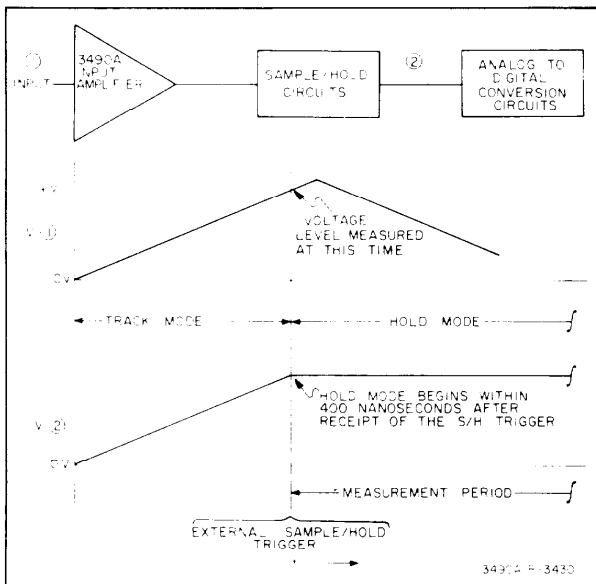 ①
INPUT
3490A
INPUT
AMPLIFIER
SAMPLE/HOLD
CIRCUITS
②
ANALOG TO
DIGITAL
CONVERSION
CIRCUITS
+V
V ①
0V
VOLTAGE
LEVEL MEASURED
AT THIS TIME
TRACK MODE
HOLD MODE
V ②
0V
HOLD MODE BEGINS WITHIN
400 NANOSECONDS AFTER
RECEIPT OF THE S/H TRIGGER
MEASUREMENT PERIOD
EXTERNAL SAMPLE/HOLD
TRIGGER
3490A-B-3430